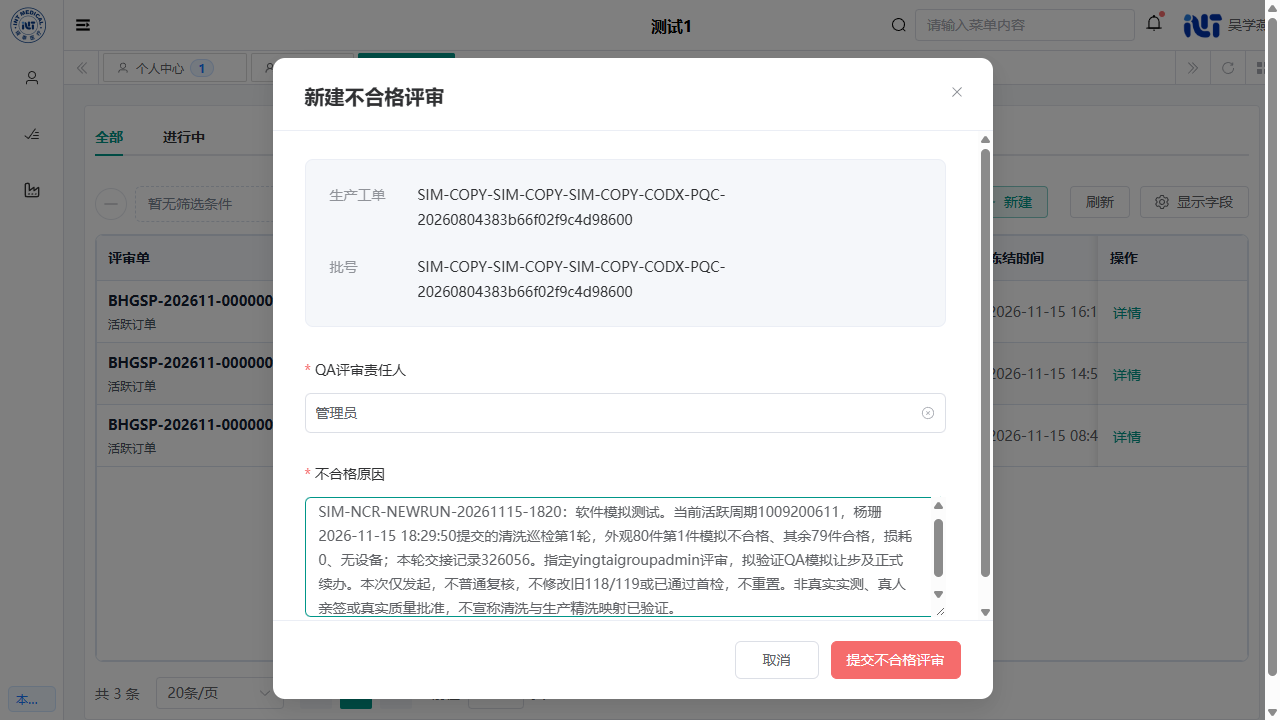 测试1
请输入菜单内容
吴学燕
个人中心 1
全部
进行中
暂无筛选条件
新建
刷新
显示字段
评审单
冻结时间
操作
BHGSP-202611-000000
活跃订单
2026-11-15 16:1
详情
BHGSP-202611-000000
活跃订单
2026-11-15 14:5
详情
BHGSP-202611-000000
活跃订单
2026-11-15 08:4
详情
本...
共 3 条
20条/页
新建不合格评审
生产工单
SIM-COPY-SIM-COPY-SIM-COPY-CODX-PQC-
20260804383b66f02f9c4d98600
批号
SIM-COPY-SIM-COPY-SIM-COPY-CODX-PQC-
20260804383b66f02f9c4d98600
* QA评审责任人
管理员
* 不合格原因
SIM-NCR-NEWRUN-20261115-1820：软件模拟测试。当前活跃周期1009200611，杨珊
2026-11-15 18:29:50提交的清洗巡检第1轮，外观80件第1件模拟不合格、其余79件合格，损耗
0、无设备；本轮交接记录326056。指定yingtaigroupadmin评审，拟验证QA模拟让步及正式
续办。本次仅发起，不普通复核，不修改旧118/119或已通过首检，不重置。非真实实测、真人
亲签或真实质量批准，不宣称清洗与生产精洗映射已验证。
取消
提交不合格评审